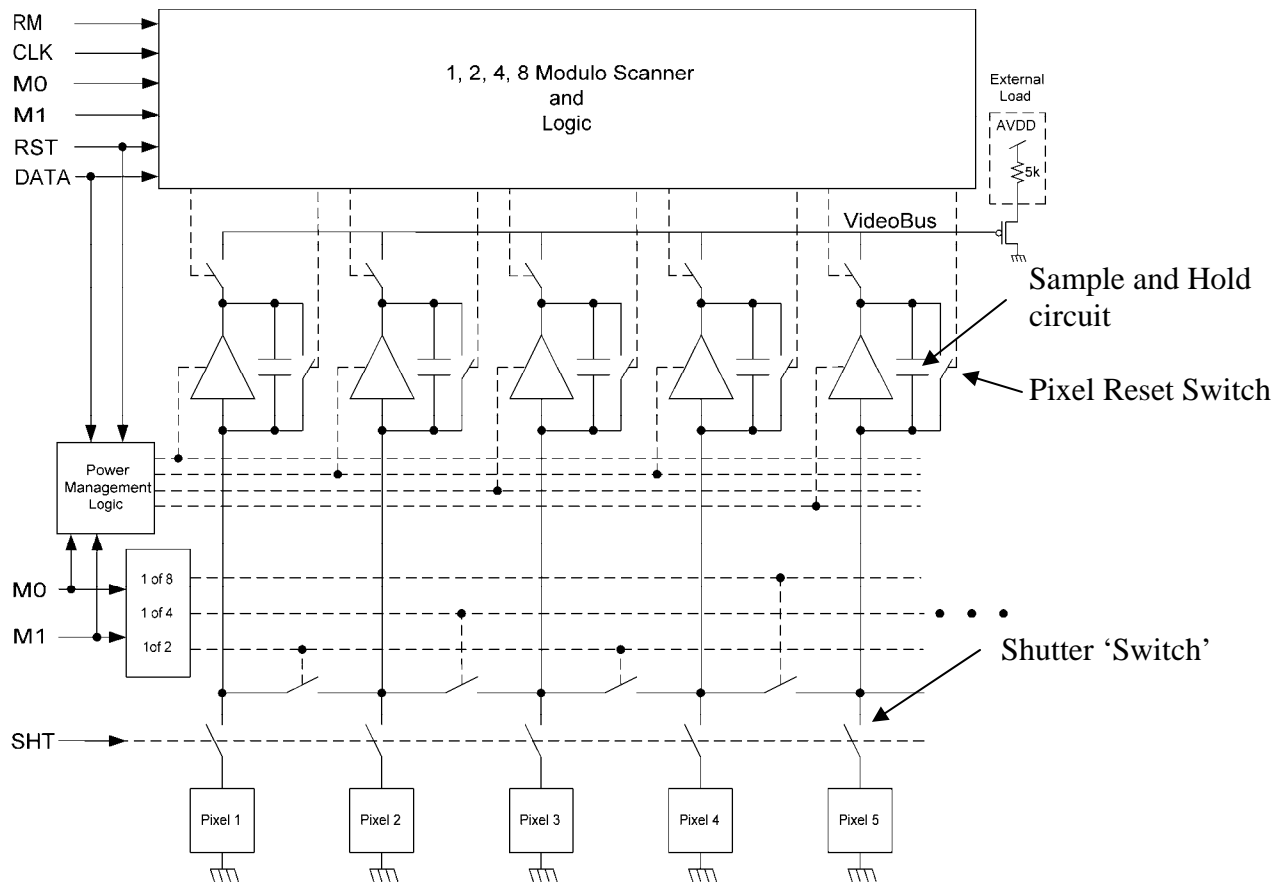 RM
CLK
M0
M1
RST
DATA
1, 2, 4, 8 Modulo Scanner
and
Logic
External
Load
AVDD
5k
VideoBus
Sample and Hold
circuit
Pixel Reset Switch
Power
Management
Logic
M0
M1
1 of 8
1 of 4
1of 2
Shutter ‘Switch’
SHT
Pixel 1
Pixel 2
Pixel 3
Pixel 4
Pixel 5